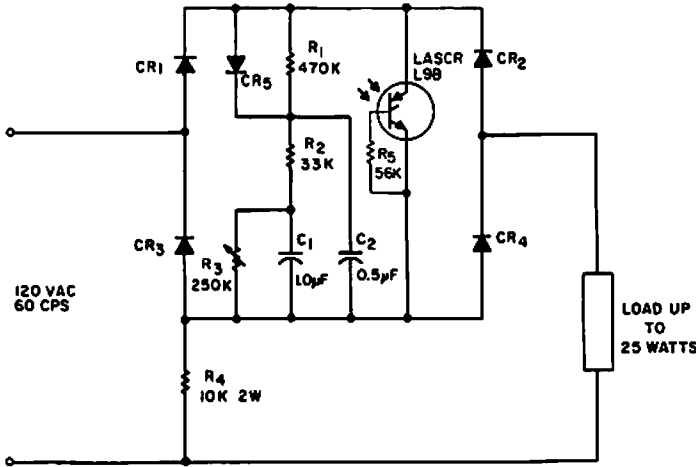 CR1
CR5
R1
470K
LASCR
L9B
CR2
R2
33K
R5
56K
CR3
R3
250K
C1
1.0µF
C2
0.5µF
CR4
120 VAC
60 CPS
R4
10K 2W
LOAD UP
TO
25 WATTS